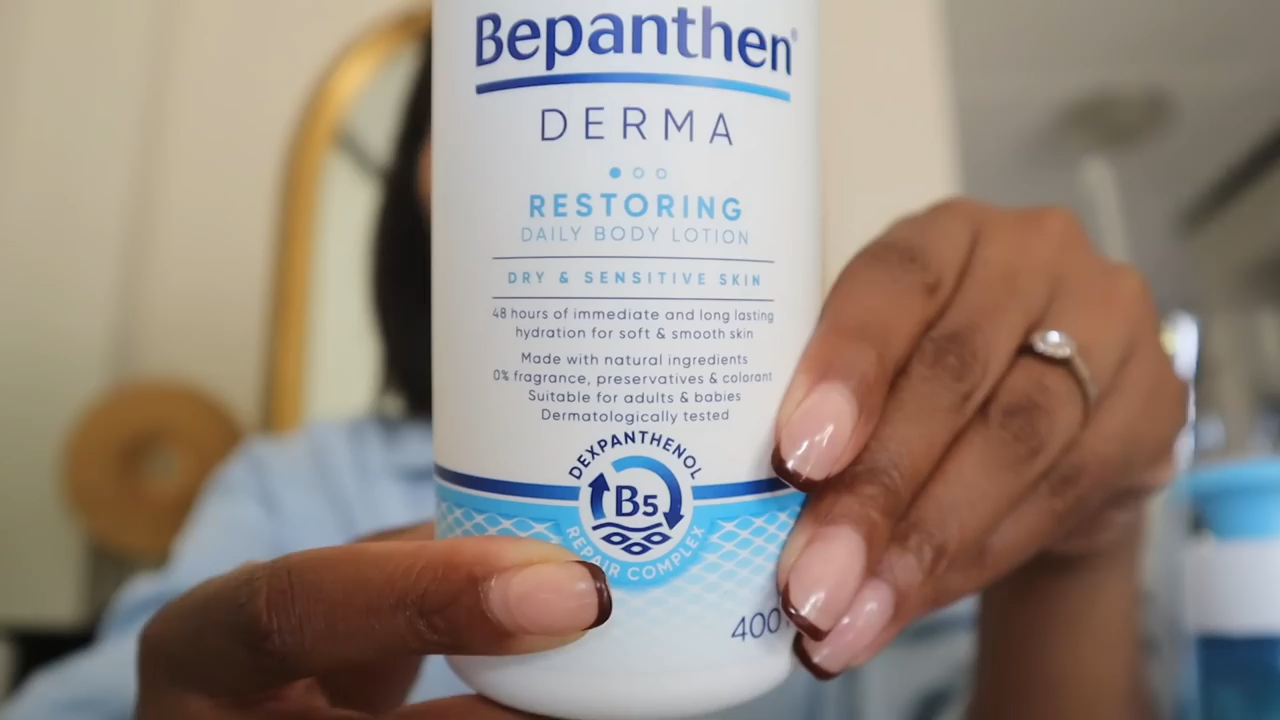 Bepanthen®
DERMA
RESTORING
DAILY BODY LOTION
DRY & SENSITIVE SKIN
48 hours of immediate and long lasting
hydration for soft & smooth skin
Made with natural ingredients
0% fragrance, preservatives & colorant
Suitable for adults & babies
Dermatologically tested
DEXPANTHENOL
B5
REPAIR COMPLEX
400